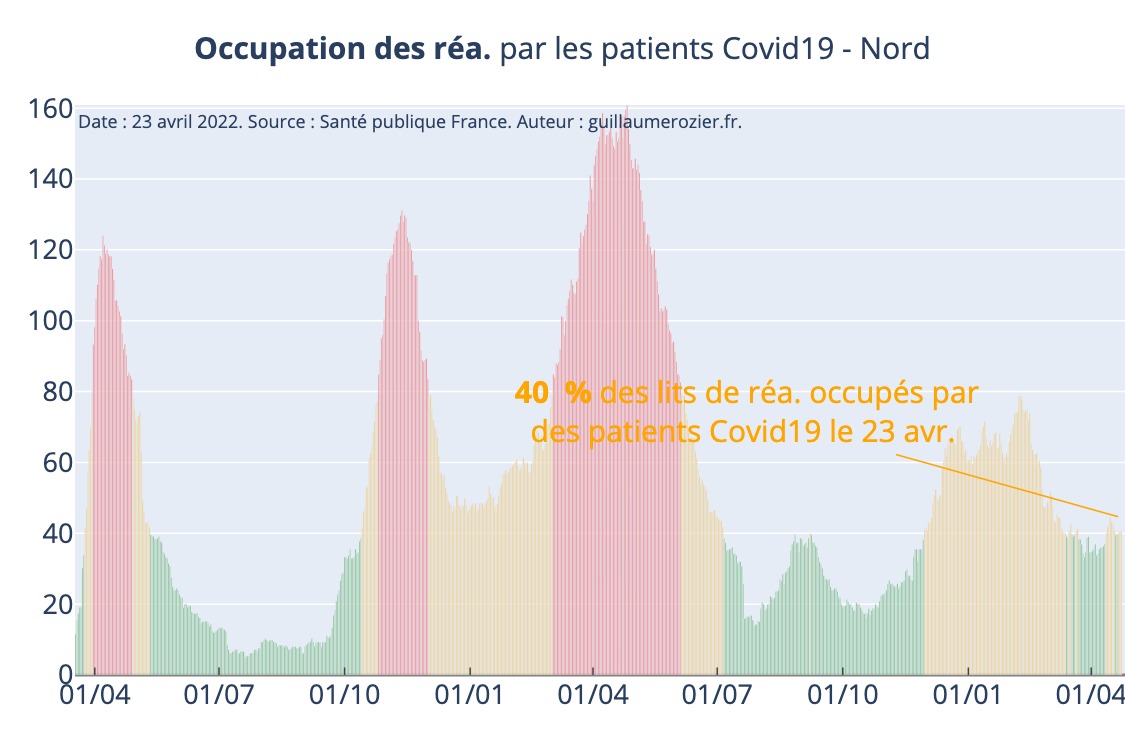 Occupation des réa. par les patients Covid19 - Nord
160
Date : 23 avril 2022. Source : Santé publique France. Auteur : guillaumerozier.fr.
140
120
100
80
40 % des lits de réa. occupés par
des patients Covid19 le 23 avr.
60
40
20
0
01/04 01/07 01/10 01/01 01/04 01/07 01/10 01/01 01/04